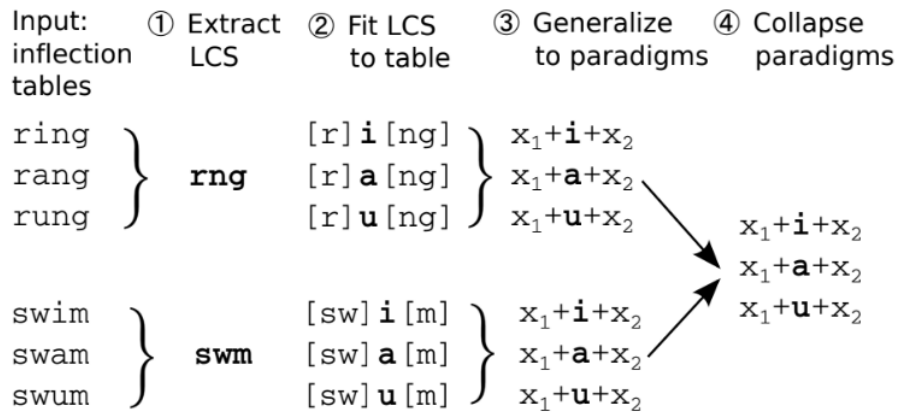 Input: ① Extract ② Fit LCS ③ Generalize ④ Collapse
inflection LCS to table to paradigms paradigms
tables
ring [r]i[ng] x₁+i+x₂
rang rng [r]a[ng] x₁+a+x₂
rung [r]u[ng] x₁+u+x₂
x₁+i+x₂
x₁+a+x₂
x₁+u+x₂
swim [sw]i[m] x₁+i+x₂
swam swm [sw]a[m] x₁+a+x₂
swum [sw]u[m] x₁+u+x₂